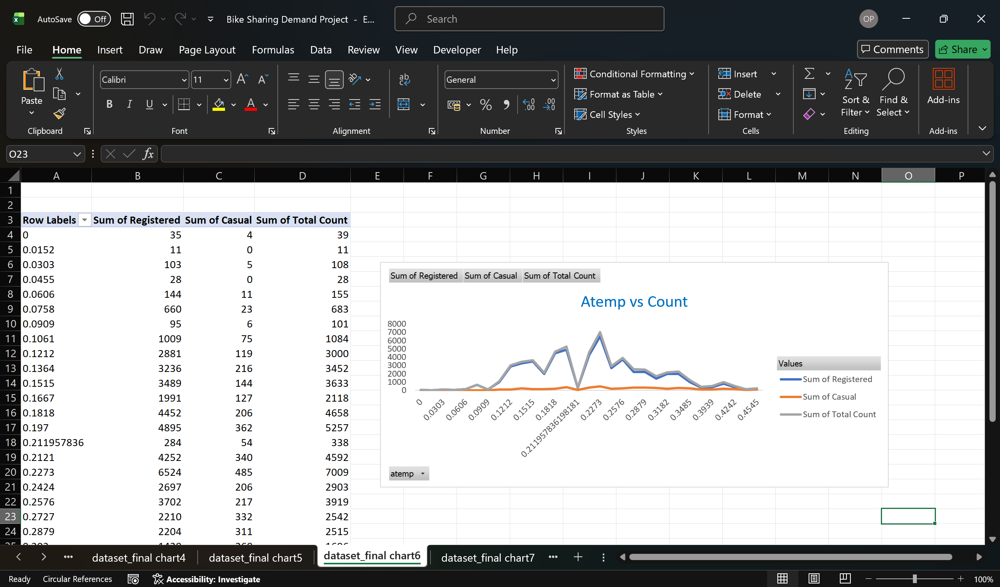 AutoSave Off Bike Sharing Demand Project - E... Search OP
File Home Insert Draw Page Layout Formulas Data Review View Developer Help Comments Share
Paste
Clipboard
Calibri 11
B I U A
Font
ab
Alignment
General
% , .00 .00
Number
Conditional Formatting
Format as Table
Cell Styles
Styles
Insert
Delete
Format
Cells
Sort & Filter
Find & Select
Editing
Add-ins
Add-ins
O23 fx
A B C D E F G H I J K L M N O P
1
2
3 Row Labels Sum of Registered Sum of Casual Sum of Total Count
4 0 35 4 39
5 0.0152 11 0 11
6 0.0303 103 5 108
7 0.0455 28 0 28
8 0.0606 144 11 155
9 0.0758 660 23 683
10 0.0909 95 6 101
11 0.1061 1009 75 1084
12 0.1212 2881 119 3000
13 0.1364 3236 216 3452
14 0.1515 3489 144 3633
15 0.1667 1991 127 2118
16 0.1818 4452 206 4658
17 0.197 4895 362 5257
18 0.211957836 284 54 338
19 0.2121 4252 340 4592
20 0.2273 6524 485 7009
21 0.2424 2697 206 2903
22 0.2576 3702 217 3919
23 0.2727 2210 332 2542
24 0.2879 2204 311 2515
Sum of Registered Sum of Casual Sum of Total Count
Atemp vs Count
8000
7000
6000
5000
4000
3000
2000
1000
0
0 0.0303 0.0606 0.0909 0.1212 0.1515 0.1818 0.211957836198181 0.2273 0.2576 0.2879 0.3182 0.3485 0.3939 0.4242 0.4545
Values
Sum of Registered
Sum of Casual
Sum of Total Count
atemp
dataset_final chart4 dataset_final chart5 dataset_final chart6 dataset_final chart7
Ready Circular References Accessibility: Investigate 100%